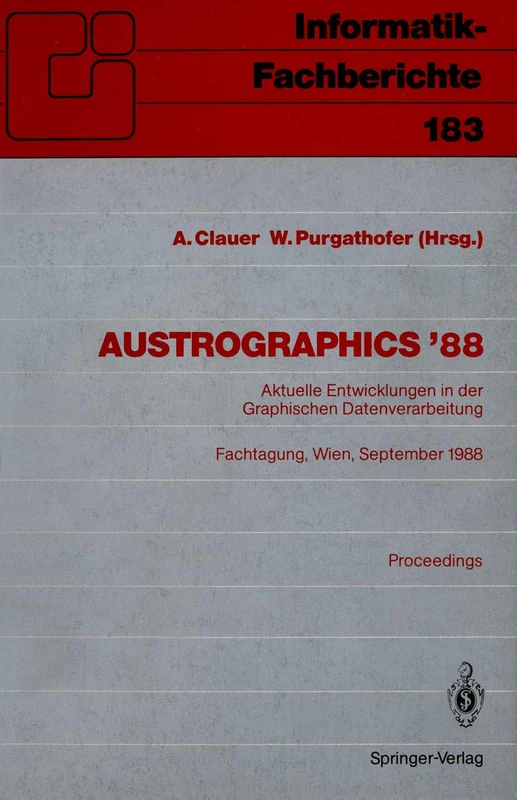 Informatik-
Fachberichte
183
A. Clauer W. Purgathofer (Hrsg.)
AUSTROGRAPHICS '88
Aktuelle Entwicklungen in der
Graphischen Datenverarbeitung
Fachtagung, Wien, September 1988
Proceedings
Springer-Verlag